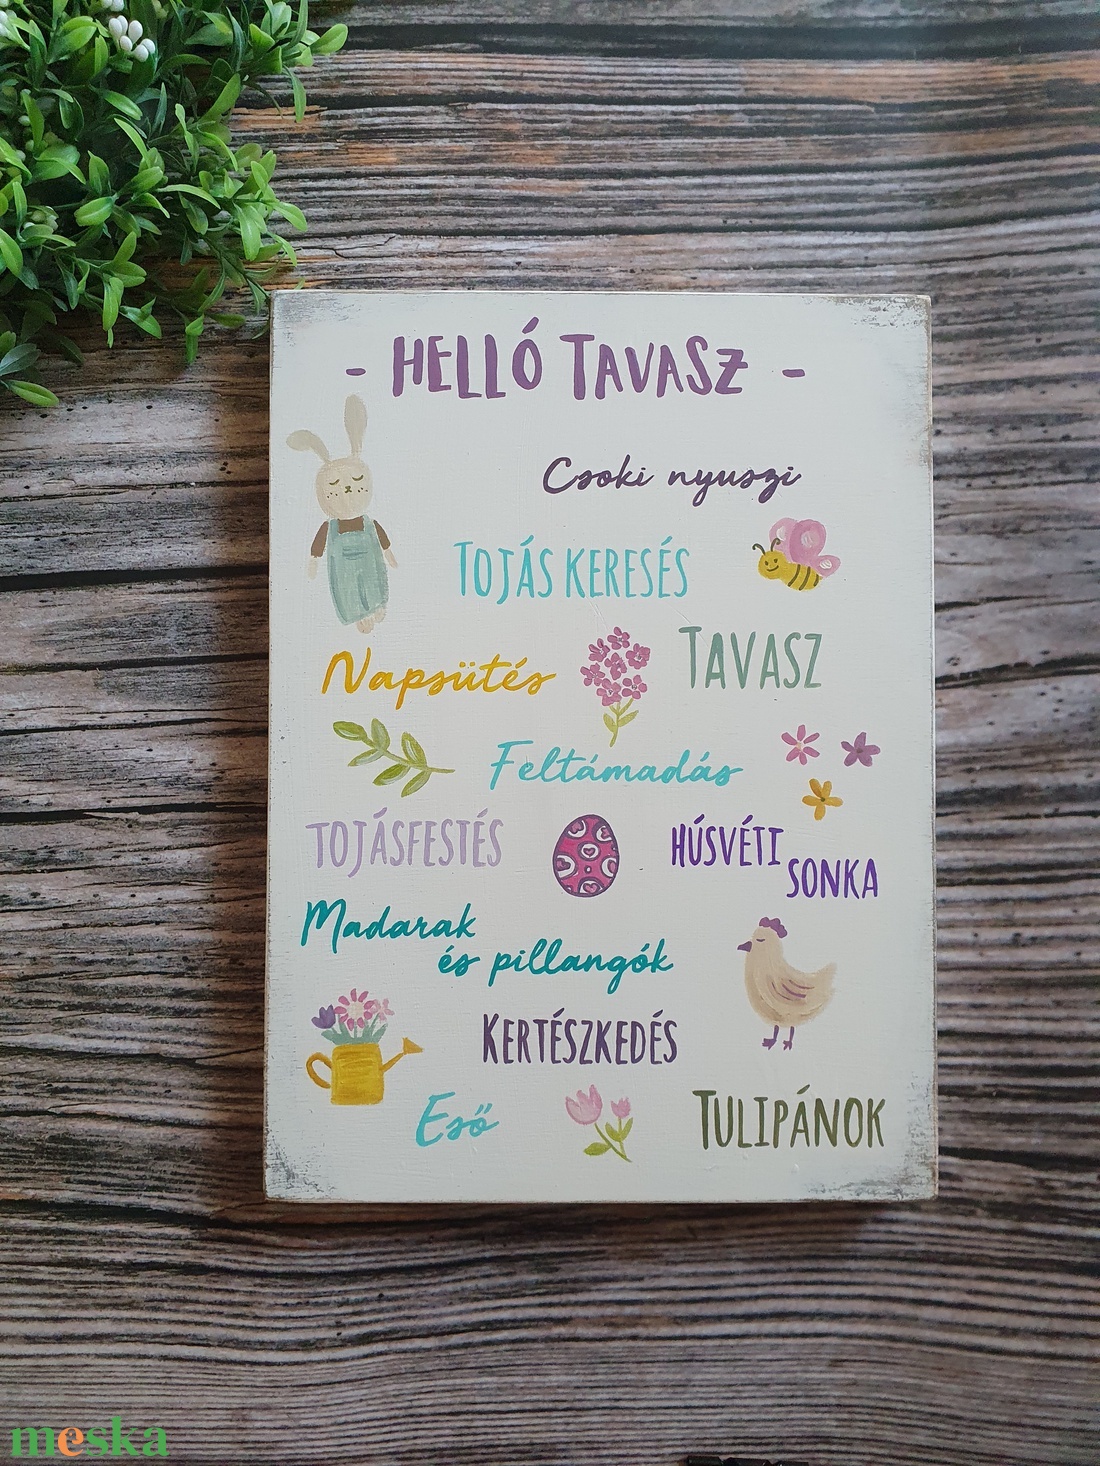 - HELLÓ TAVASZ -
Csoki nyuszi
TOJÁS KERESÉS
Napsütés
TAVASZ
Feltámadás
TOJÁSFESTÉS
HÚSVÉTI
SONKA
Madarak
és pillangók
KERTÉSZKEDÉS
Eső
TULIPÁNOK
meska